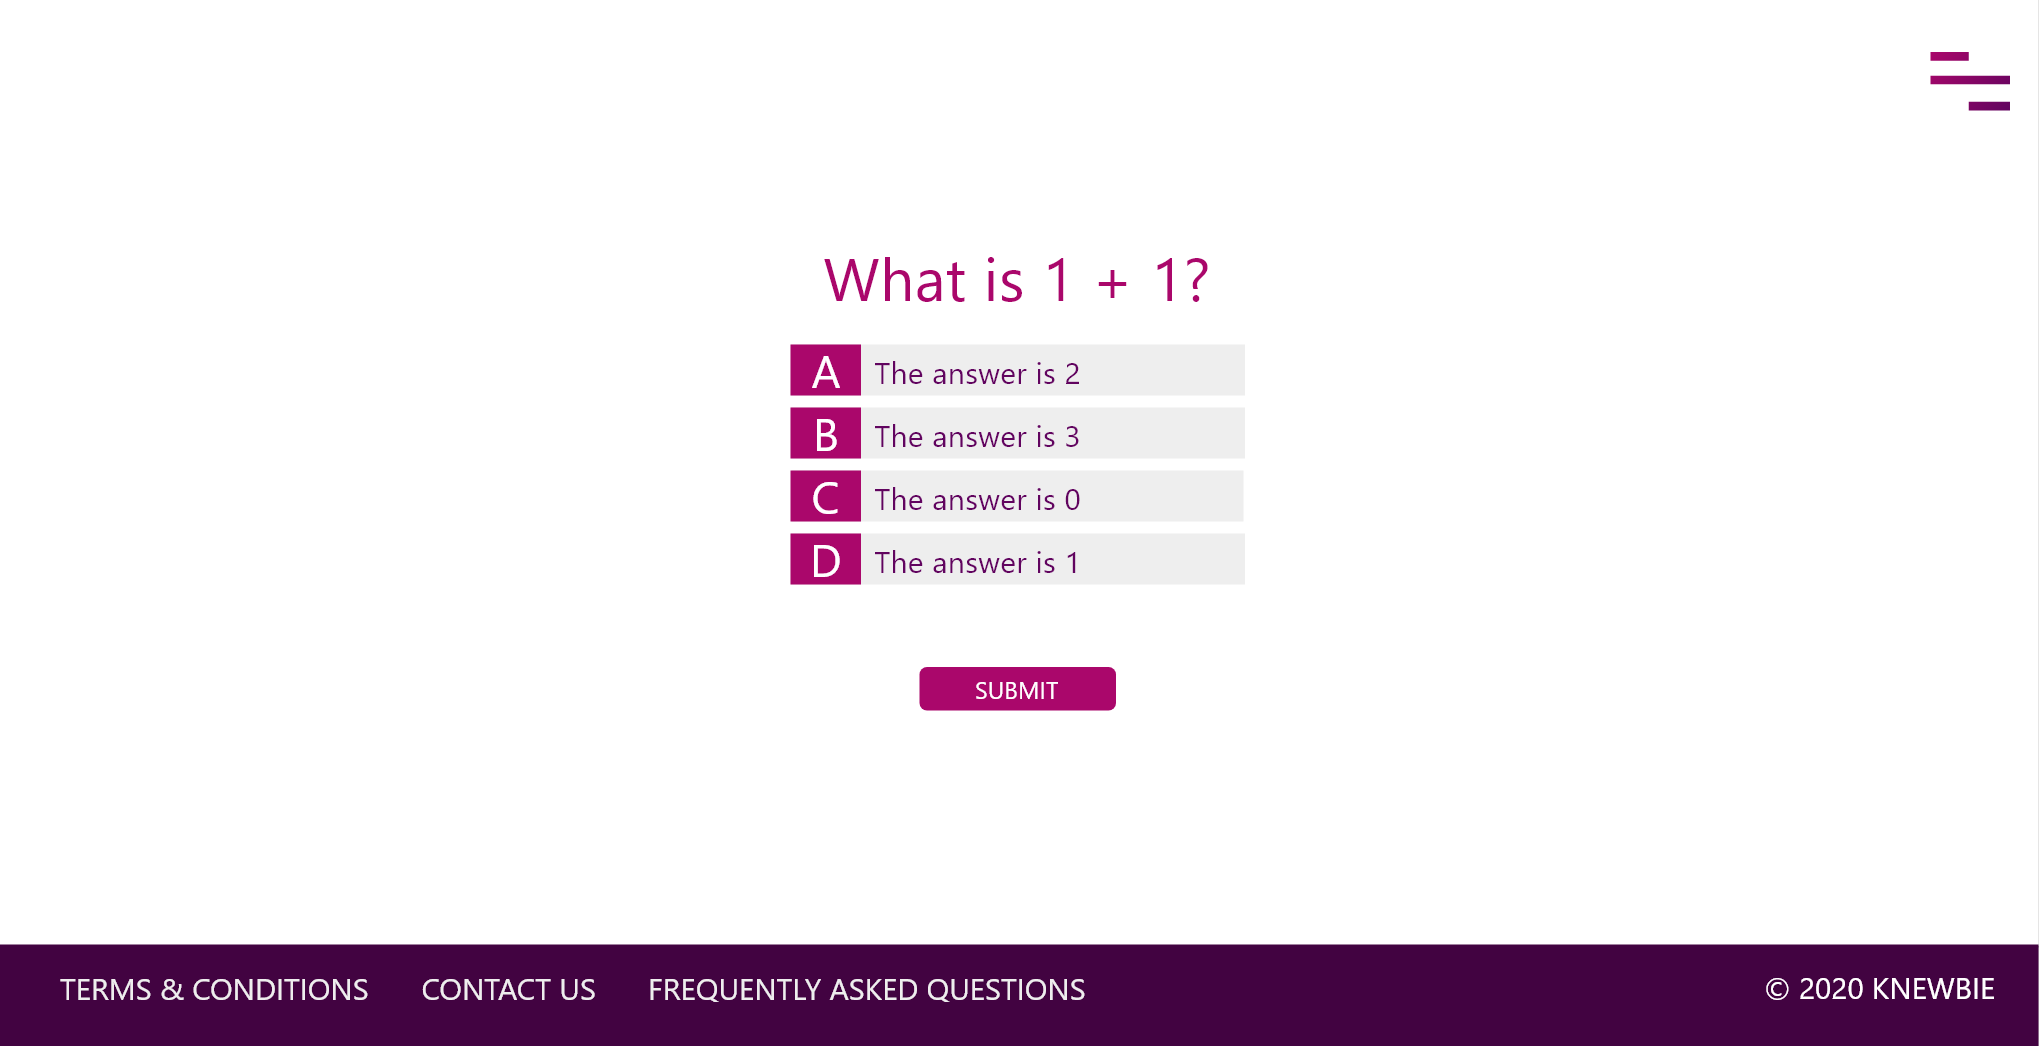 What is 1 + 1?
A The answer is 2
B The answer is 3
C The answer is 0
D The answer is 1
SUBMIT
TERMS & CONDITIONS CONTACT US FREQUENTLY ASKED QUESTIONS © 2020 KNEWBIE